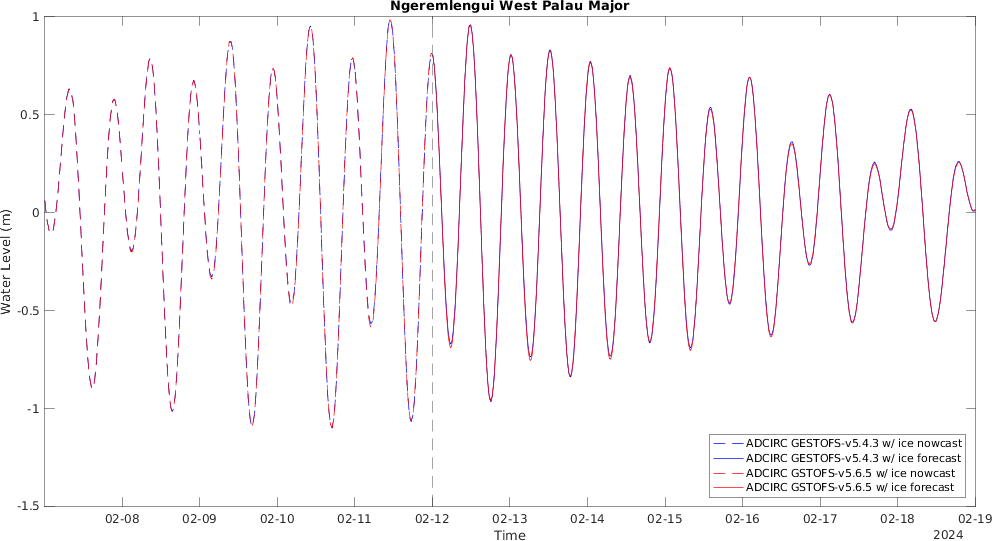 Ngeremlengui West Palau Major
Water Level (m)
1
0.5
0
-0.5
-1
-1.5
ADCIRC GESTOFS-v5.4.3 w/ ice nowcast
ADCIRC GESTOFS-v5.4.3 w/ ice forecast
ADCIRC GSTOFS-v5.6.5 w/ ice nowcast
ADCIRC GSTOFS-v5.6.5 w/ ice forecast
02-08 02-09 02-10 02-11 02-12 02-13 02-14 02-15 02-16 02-17 02-18 02-19
Time
2024